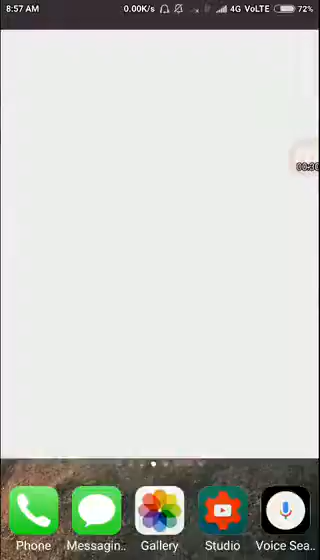 8:57 AM 0.00K/s 4G VoLTE 72%
Phone Messagin.. Gallery Studio Voice Sea..